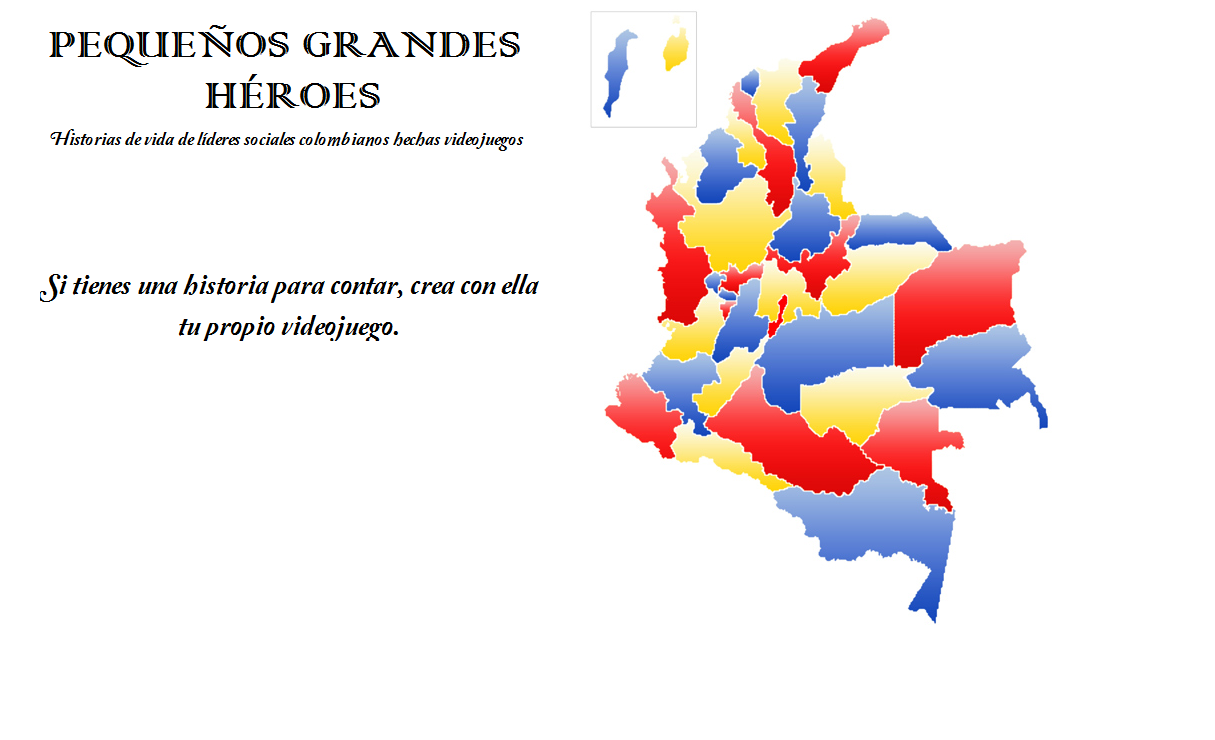 PEQUEÑOS GRANDES
HÉROES
Historias de vida de líderes sociales colombianos hechas videojuegos
Si tienes una historia para contar, crea con ella
tu propio videojuego.